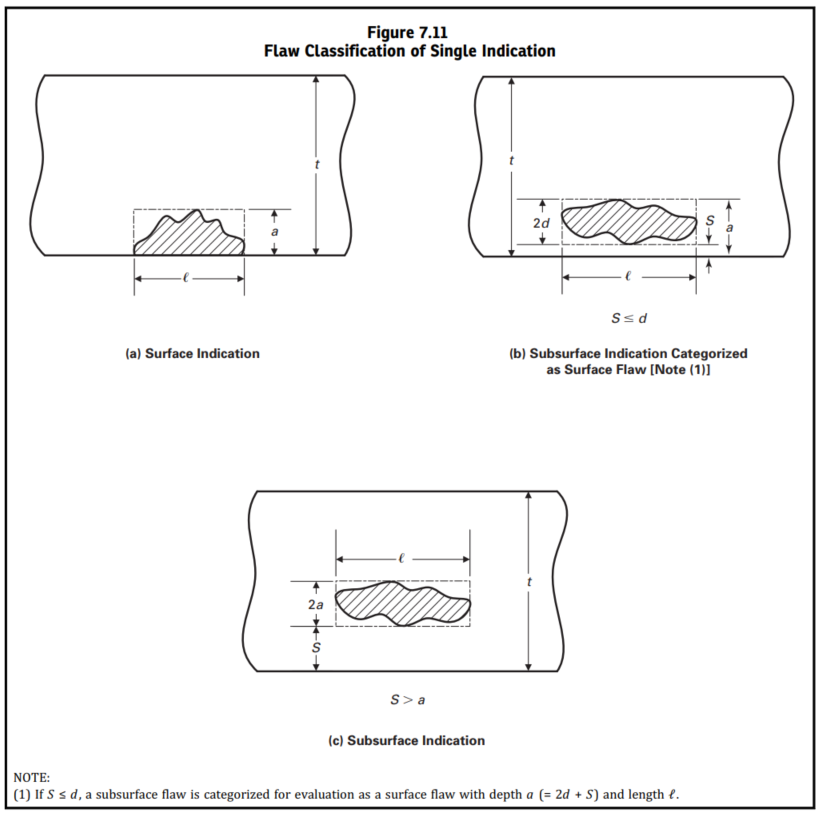 Figure 7.11
Flaw Classification of Single Indication
t
a
ℓ
(a) Surface Indication
t
2d
S
a
ℓ
S ≤ d
(b) Subsurface Indication Categorized
as Surface Flaw [Note (1)]
ℓ
t
2a
S
S > a
(c) Subsurface Indication
NOTE:
(1) If S ≤ d, a subsurface flaw is categorized for evaluation as a surface flaw with depth a (= 2d + S) and length ℓ.